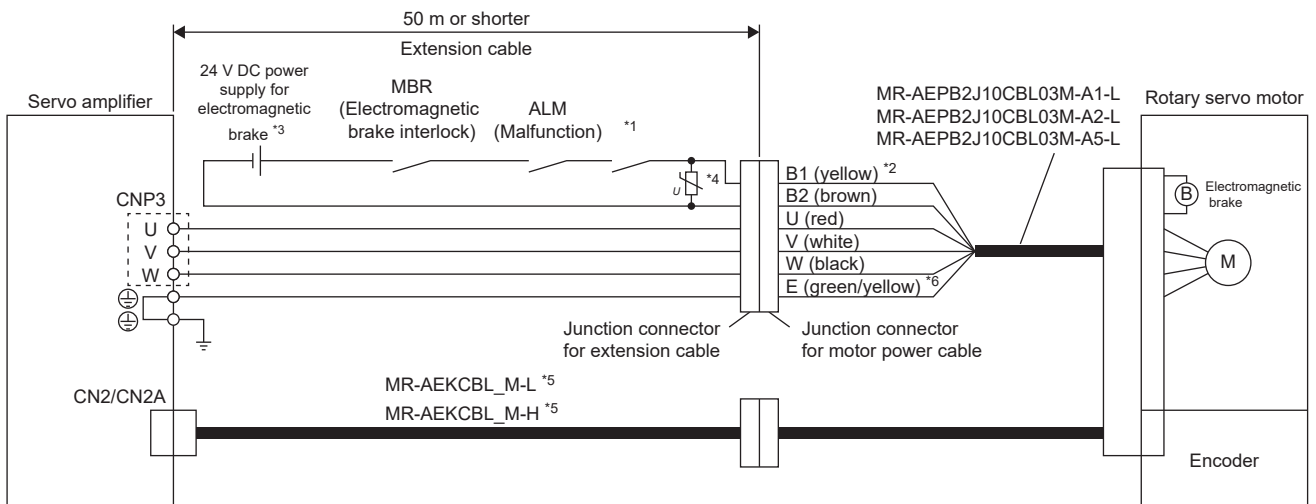 50 m or shorter
Extension cable
24 V DC power
supply for
electromagnetic
brake *3
MBR
(Electromagnetic
brake interlock)
ALM
(Malfunction)
*1
Servo amplifier
MR-AEPB2J10CBL03M-A1-L
MR-AEPB2J10CBL03M-A2-L
MR-AEPB2J10CBL03M-A5-L
Rotary servo motor
U
*4
B1 (yellow) *2
B2 (brown)
U (red)
V (white)
W (black)
E (green/yellow) *6
B
Electromagnetic
brake
M
CNP3
U
V
W
Junction connector
for extension cable
Junction connector
for motor power cable
CN2/CN2A
MR-AEKCBL_M-L *5
MR-AEKCBL_M-H *5
Encoder